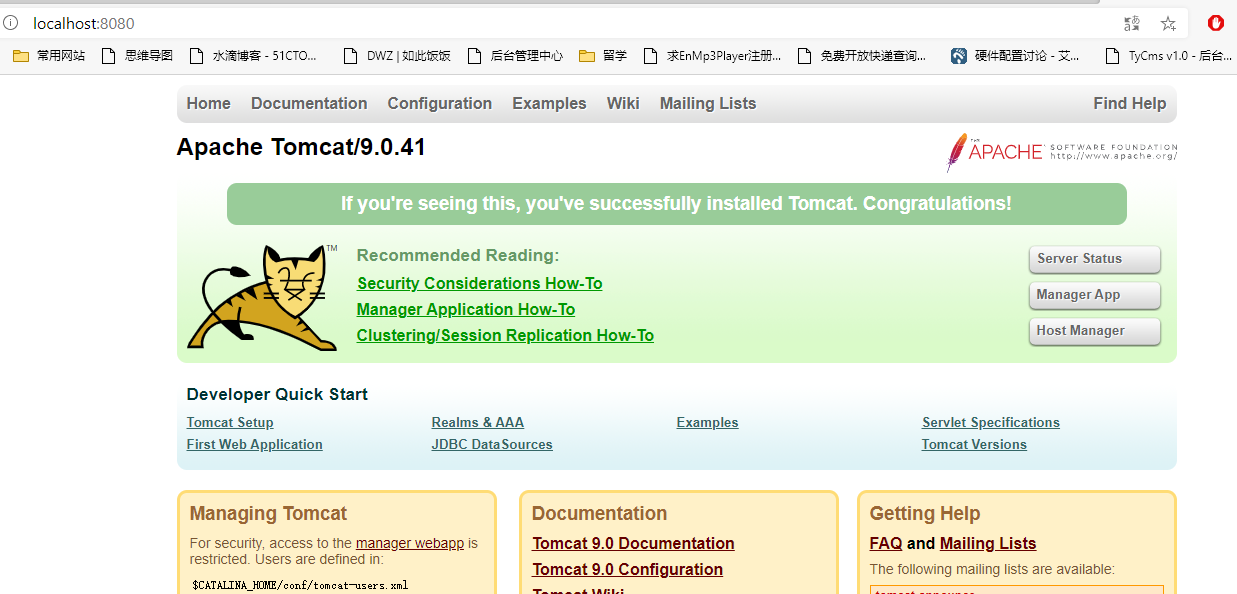 localhost:8080
常用网站 思维导图 水滴博客 - 51CTO... DWZ | 如此饭饭 后台管理中心 留学 求EnMp3Player注册... 免费开放快递查询... 硬件配置讨论 - 艾... TyCms v1.0 - 后台...
Home Documentation Configuration Examples Wiki Mailing Lists Find Help
Apache Tomcat/9.0.41
THE APACHE SOFTWARE FOUNDATION
http://www.apache.org/
If you're seeing this, you've successfully installed Tomcat. Congratulations!
TM
Recommended Reading:
Security Considerations How-To
Manager Application How-To
Clustering/Session Replication How-To
Server Status
Manager App
Host Manager
Developer Quick Start
Tomcat Setup
First Web Application
Realms & AAA
JDBC DataSources
Examples
Servlet Specifications
Tomcat Versions
Managing Tomcat
For security, access to the manager webapp is
restricted. Users are defined in:
$CATALINA_HOME/conf/tomcat-users.xml
Documentation
Tomcat 9.0 Documentation
Tomcat 9.0 Configuration
Tomcat Wiki
Getting Help
FAQ and Mailing Lists
The following mailing lists are available:
tomcat-announce